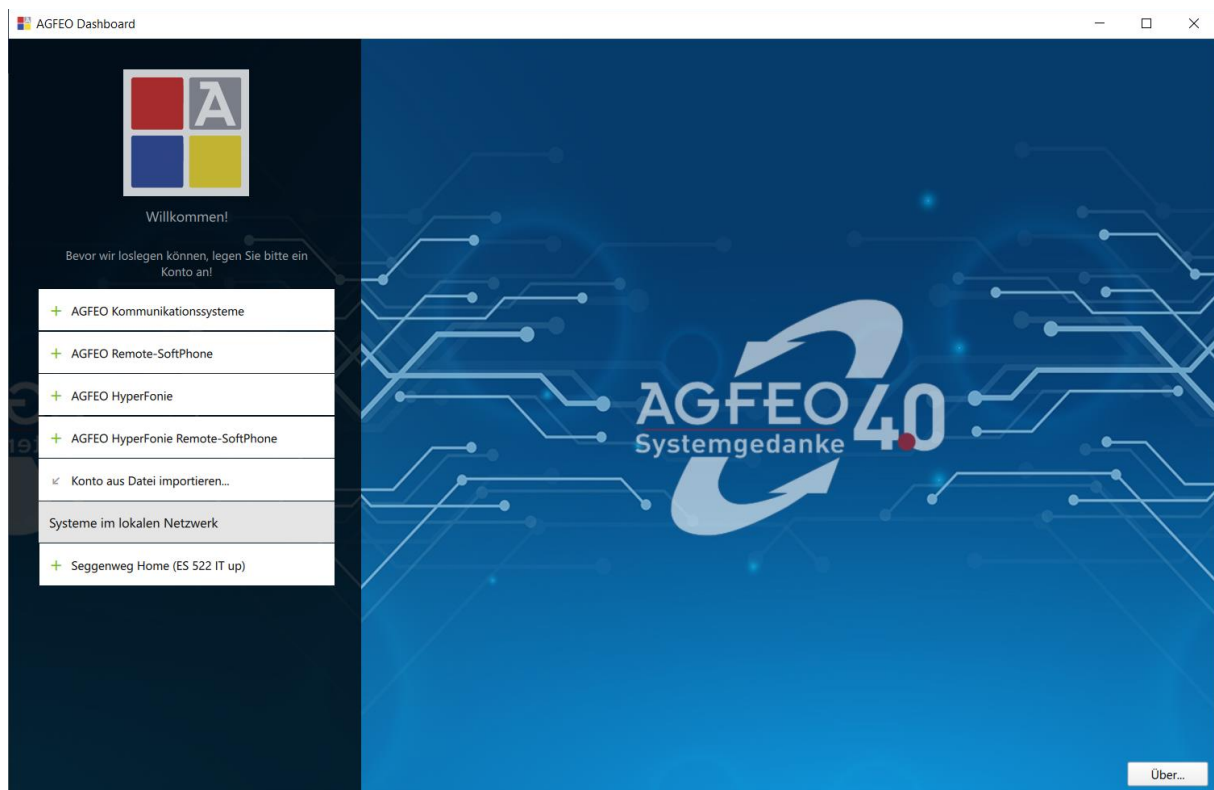 AGFEO Dashboard
A
Willkommen!
Bevor wir loslegen können, legen Sie bitte ein
Konto an!
+ AGFEO Kommunikationssysteme
+ AGFEO Remote-SoftPhone
+ AGFEO HyperFonie
+ AGFEO HyperFonie Remote-SoftPhone
Konto aus Datei importieren...
Systeme im lokalen Netzwerk
+ Seggenweg Home (ES 522 IT up)
AGFEO 4.0
Systemgedanke
Über...